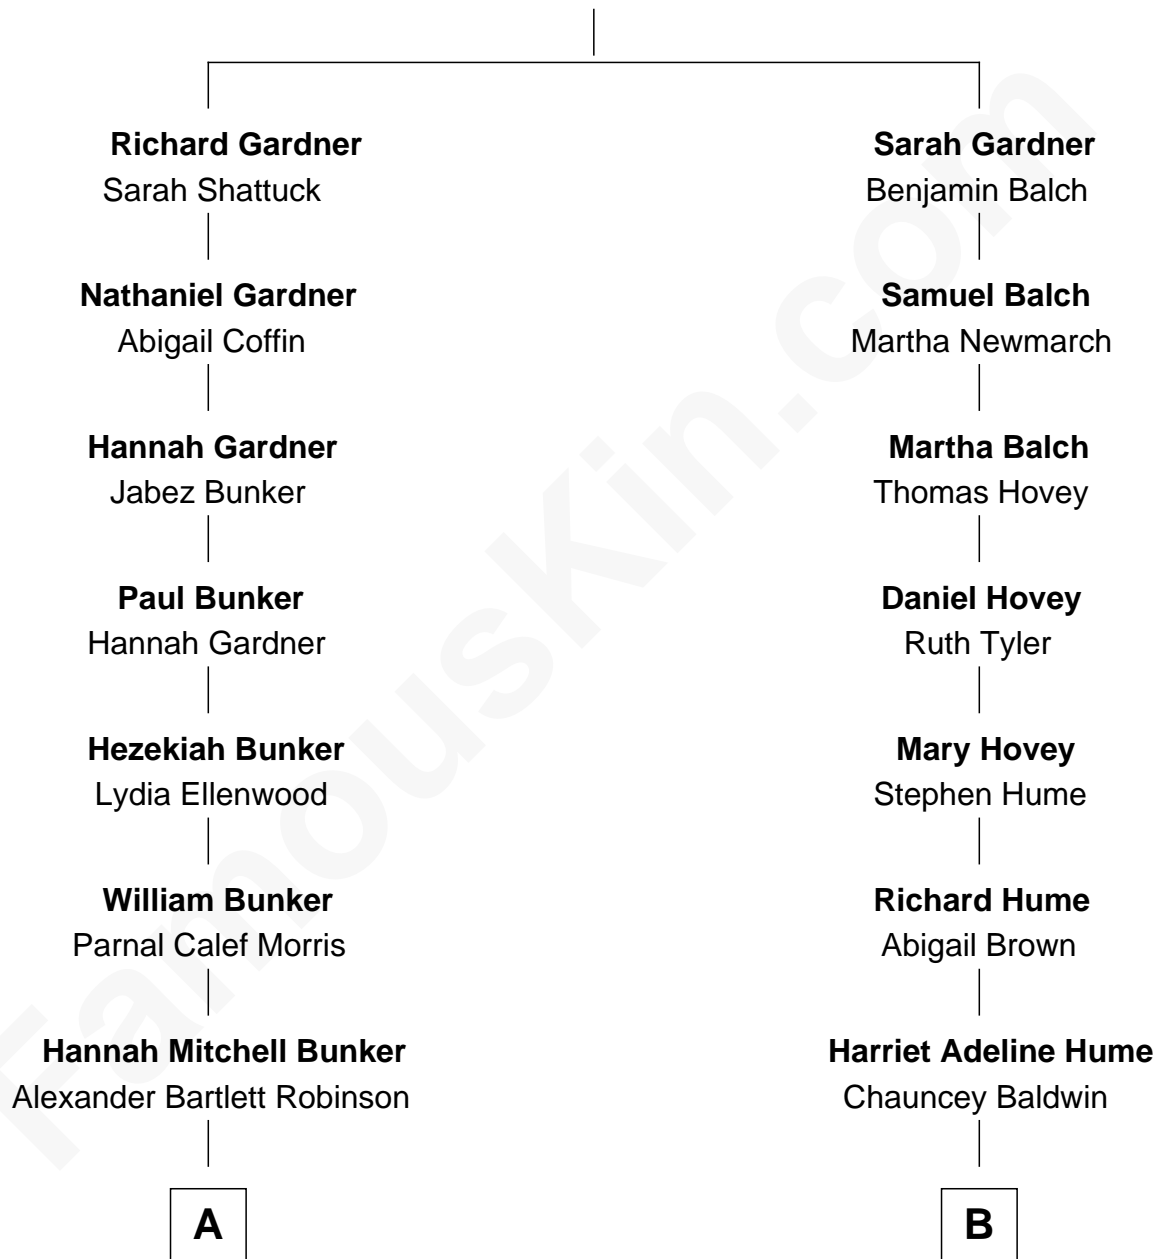 Richard Gardner
Sarah Shattuck
Nathaniel Gardner
Abigail Coffin
Hannah Gardner
Jabez Bunker
Paul Bunker
Hannah Gardner
Hezekiah Bunker
Lydia Ellenwood
William Bunker
Parnal Calef Morris
Hannah Mitchell Bunker
Alexander Bartlett Robinson
A
Sarah Gardner
Benjamin Balch
Samuel Balch
Martha Newmarch
Martha Balch
Thomas Hovey
Daniel Hovey
Ruth Tyler
Mary Hovey
Stephen Hume
Richard Hume
Abigail Brown
Harriet Adeline Hume
Chauncey Baldwin
B
FamousKin.com